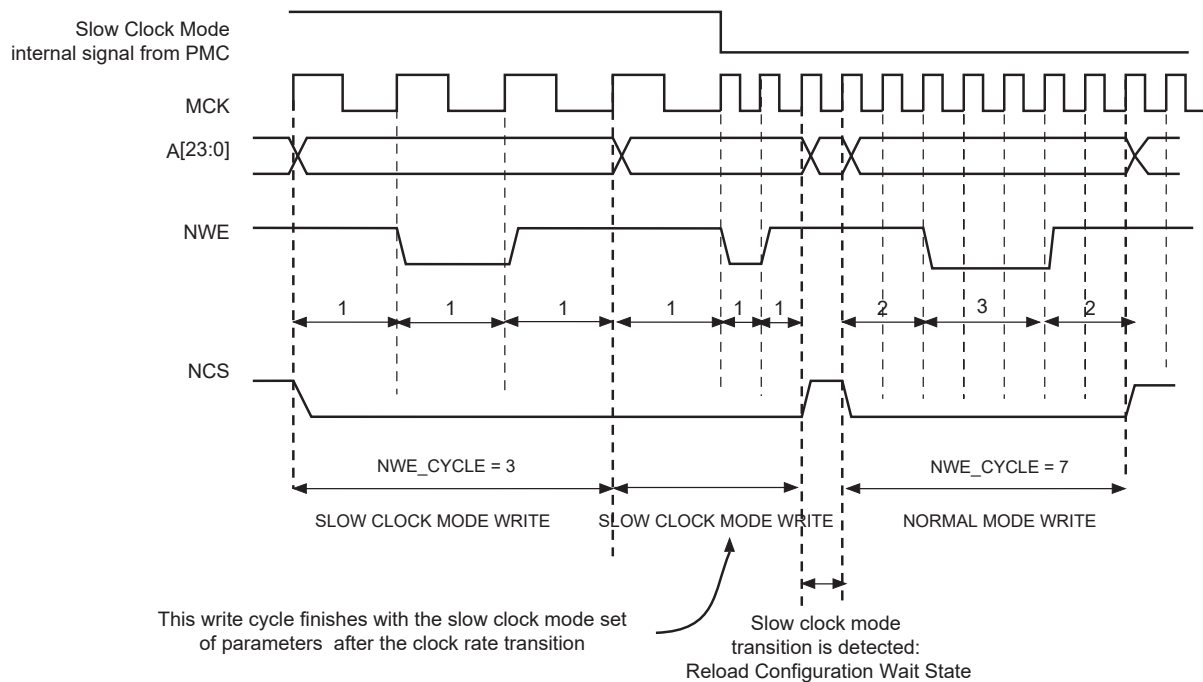 Slow Clock Mode
internal signal from PMC
MCK
A[23:0]
NWE
1 1 1 1 1 1 2 3 2
NCS
NWE_CYCLE = 3 NWE_CYCLE = 7
SLOW CLOCK MODE WRITE SLOW CLOCK MODE WRITE NORMAL MODE WRITE
This write cycle finishes with the slow clock mode set
of parameters after the clock rate transition
Slow clock mode
transition is detected:
Reload Configuration Wait State